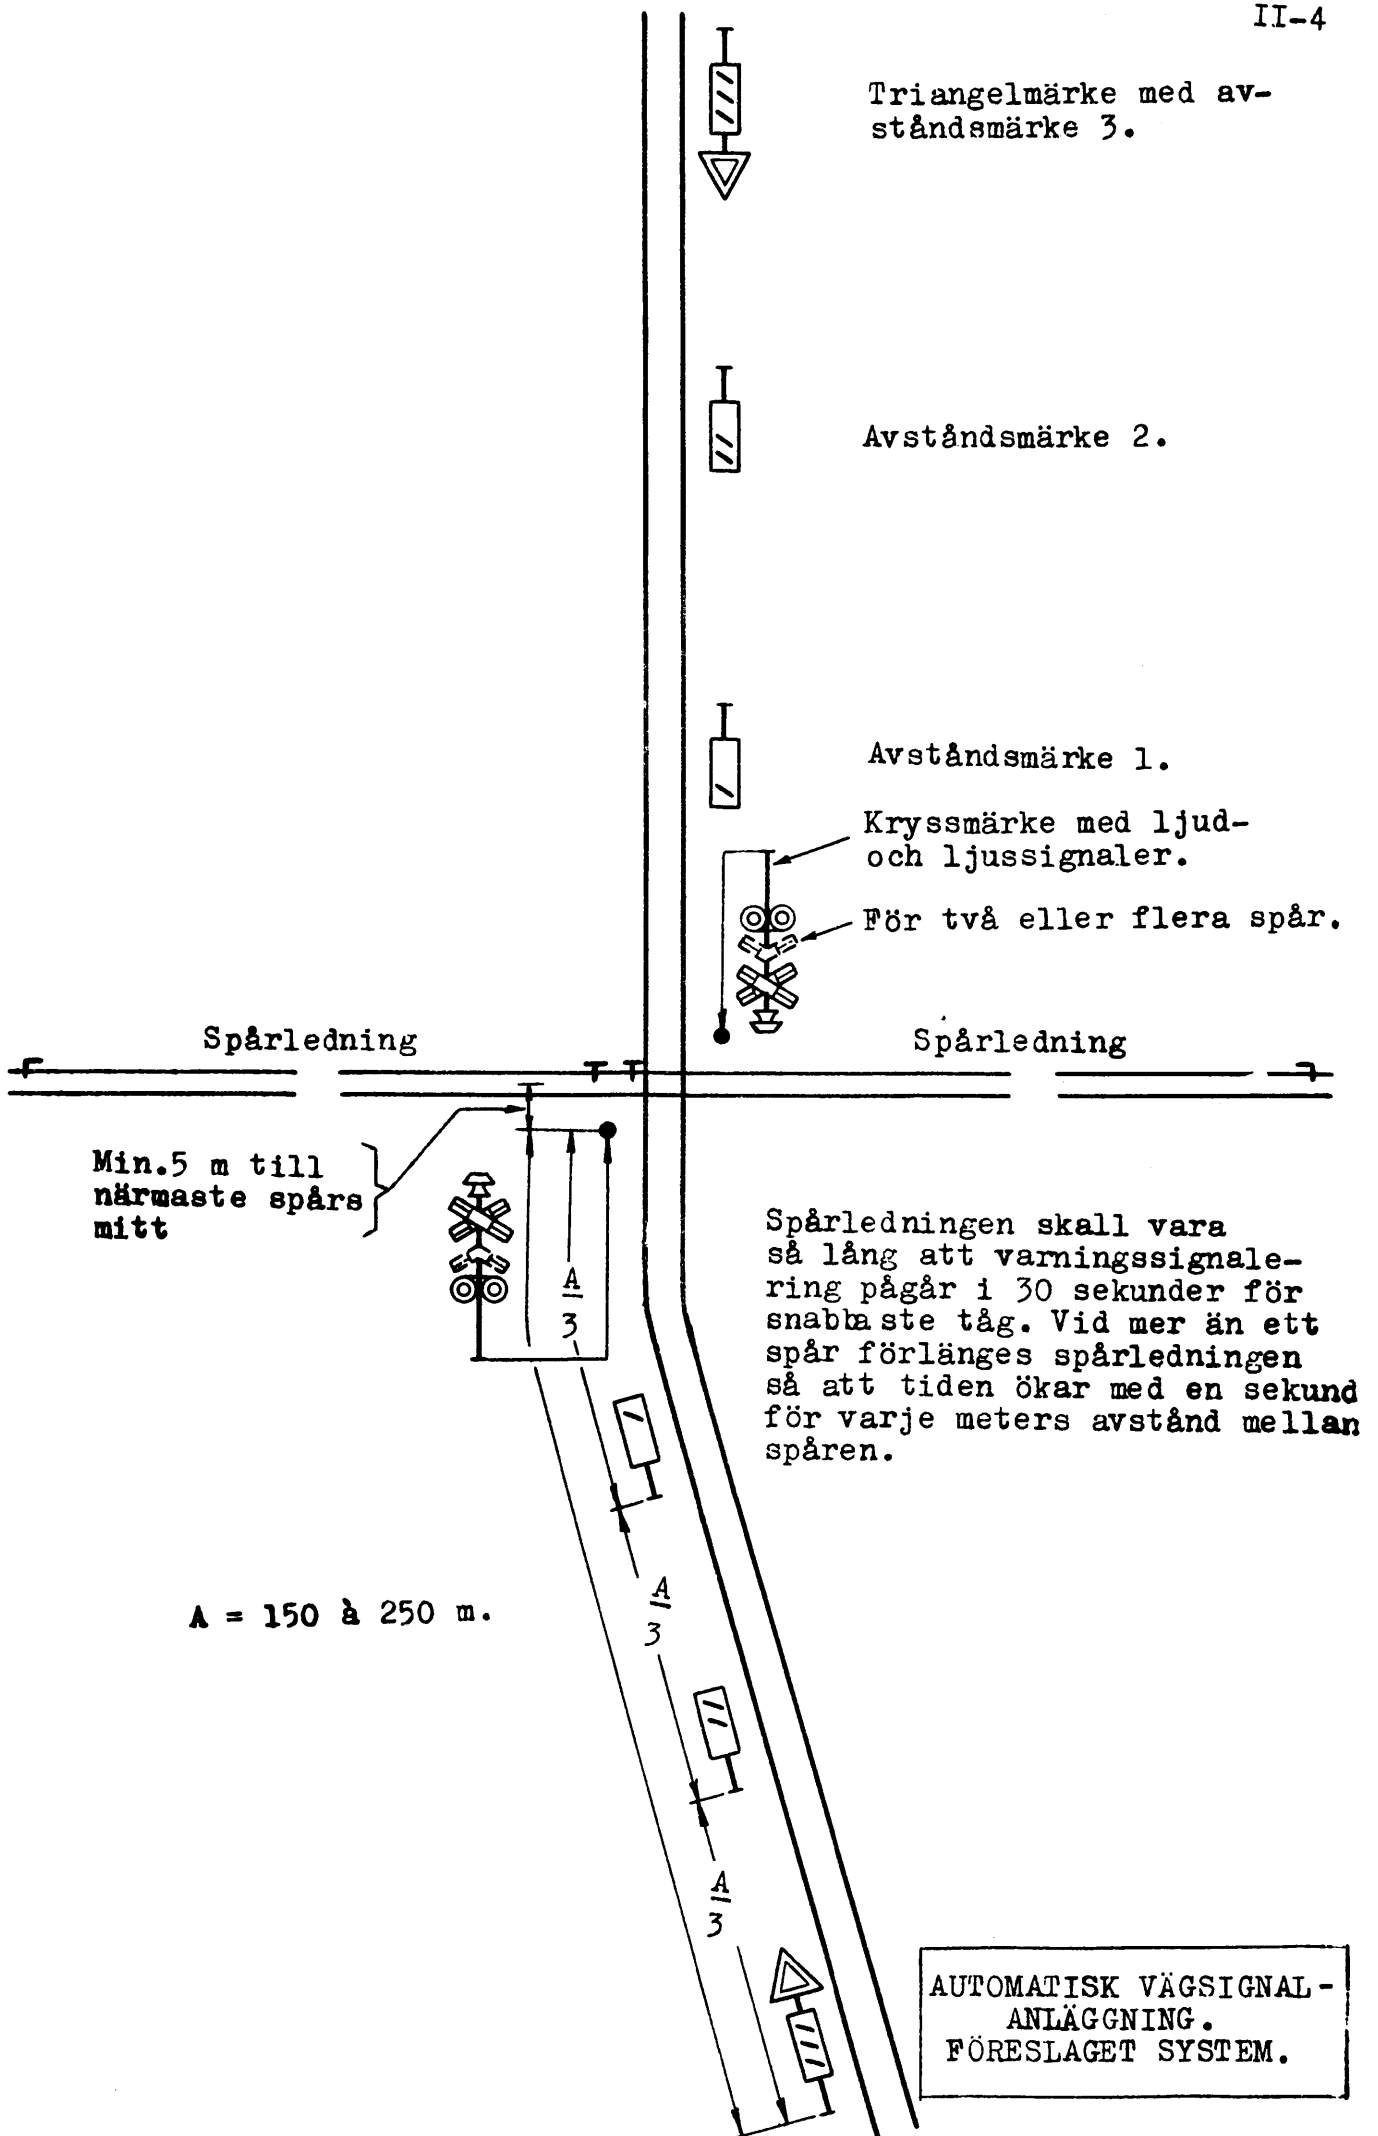 II-4
Triangelmärke med av-
ståndsmärke 3.
Avståndsmärke 2.
Avståndsmärke 1.
Kryssmärke med ljud-
och ljussignaler.
För två eller flera spår.
Spårledning
Spårledning
Min.5 m till
närmaste spårs
mitt
Spårledningen skall vara
så lång att varningssignale-
ring pågår i 30 sekunder för
snabbaste tåg. Vid mer än ett
spår förlänges spårledningen
så att tiden ökar med en sekund
för varje meters avstånd mellan
spåren.
A
3
A
3
A = 150 à 250 m.
A
3
AUTOMATISK VÄGSIGNAL-
ANLÄGGNING.
FÖRESLAGET SYSTEM.